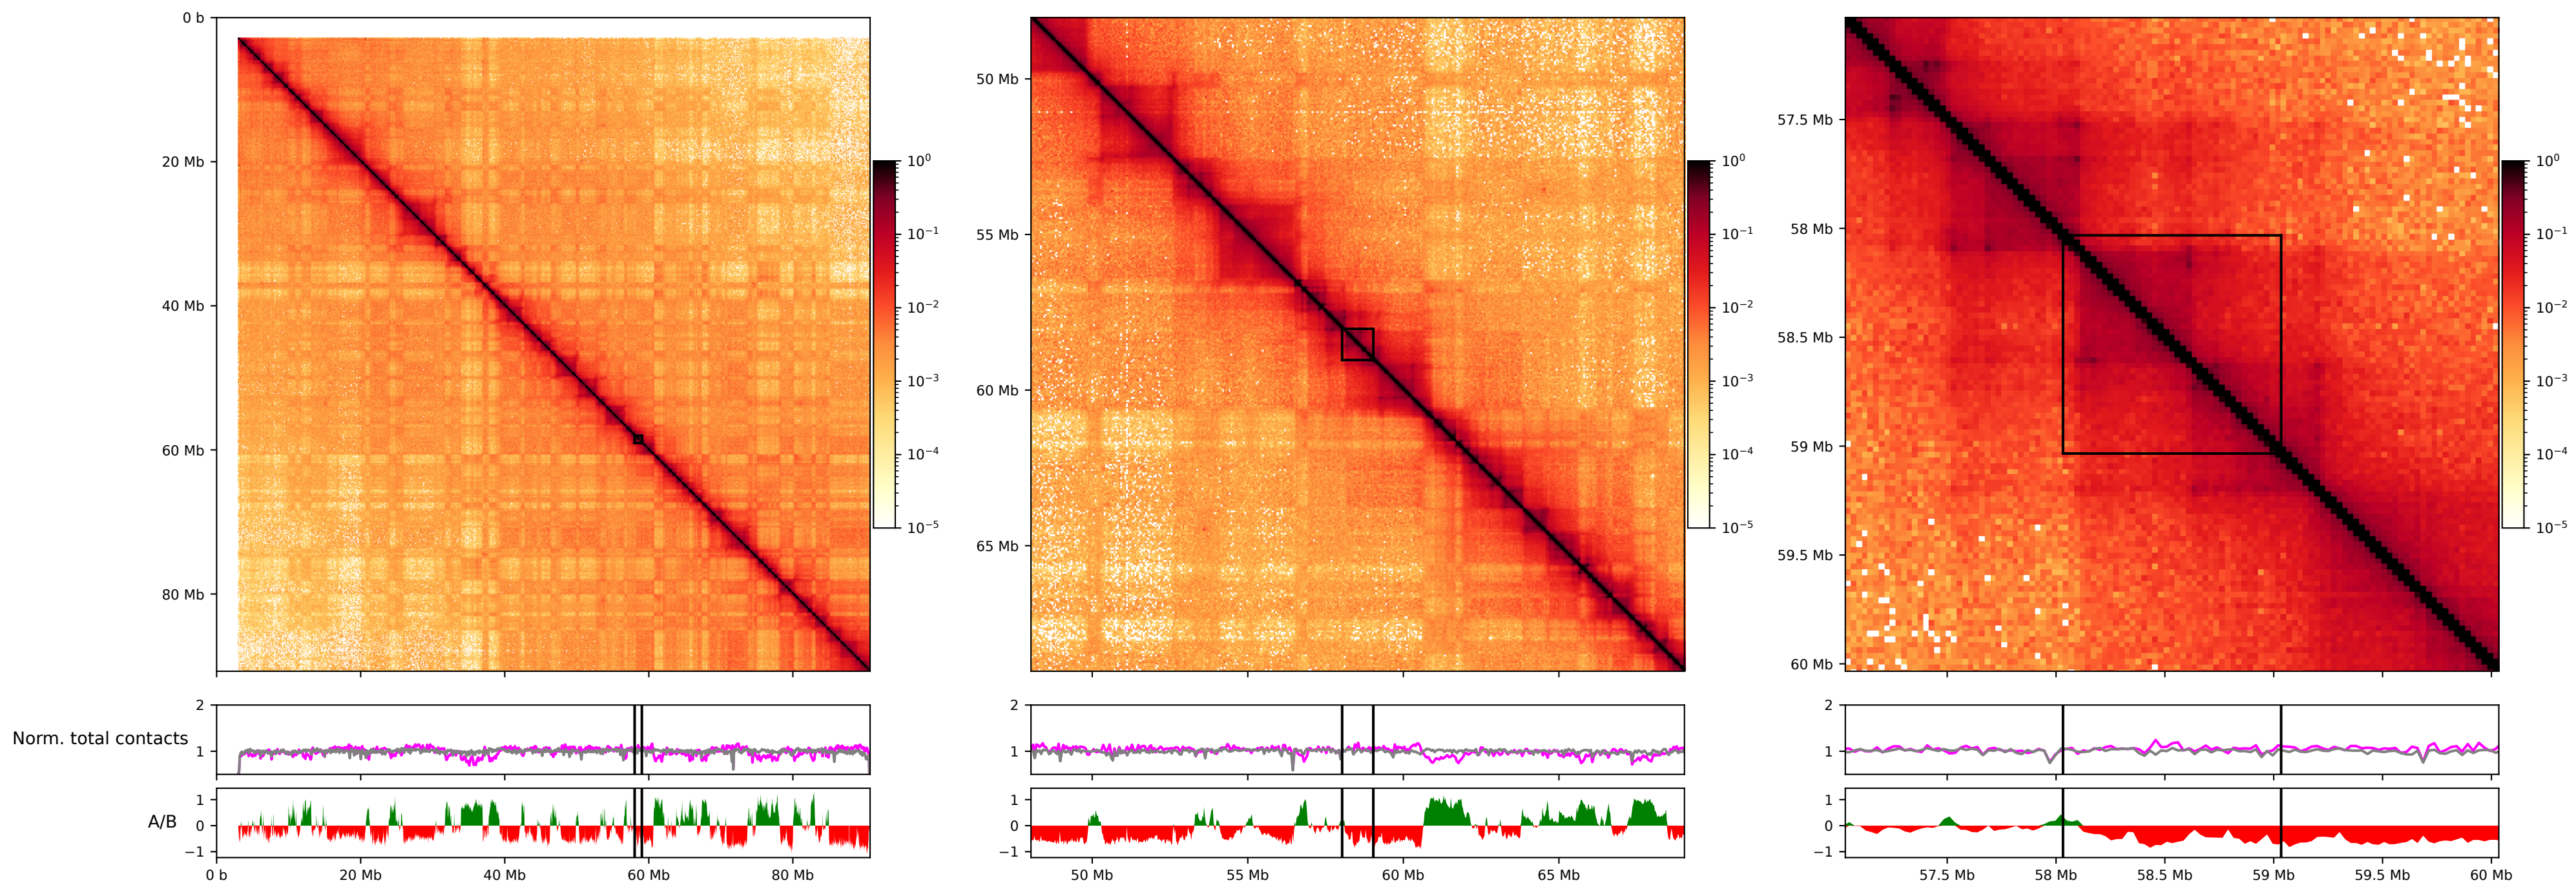 0 b
20 Mb
40 Mb
60 Mb
80 Mb
10^0
10^-1
10^-2
10^-3
10^-4
10^-5
50 Mb
55 Mb
60 Mb
65 Mb
10^0
10^-1
10^-2
10^-3
10^-4
10^-5
57.5 Mb
58 Mb
58.5 Mb
59 Mb
59.5 Mb
60 Mb
10^0
10^-1
10^-2
10^-3
10^-4
10^-5
Norm. total contacts
2
1
2
1
2
1
A/B
1
0
−1
1
0
−1
1
0
−1
0 b 20 Mb 40 Mb 60 Mb 80 Mb
50 Mb 55 Mb 60 Mb 65 Mb
57.5 Mb 58 Mb 58.5 Mb 59 Mb 59.5 Mb 60 Mb